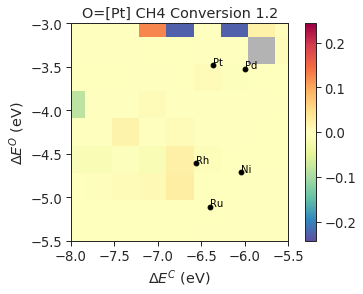 O=[Pt] CH4 Conversion 1.2
−3.0
−3.5
−4.0
−4.5
−5.0
−5.5
ΔE^O (eV)
Pt
Pd
Rh
Ni
Ru
−8.0 −7.5 −7.0 −6.5 −6.0 −5.5
ΔE^C (eV)
0.2
0.1
0.0
−0.1
−0.2